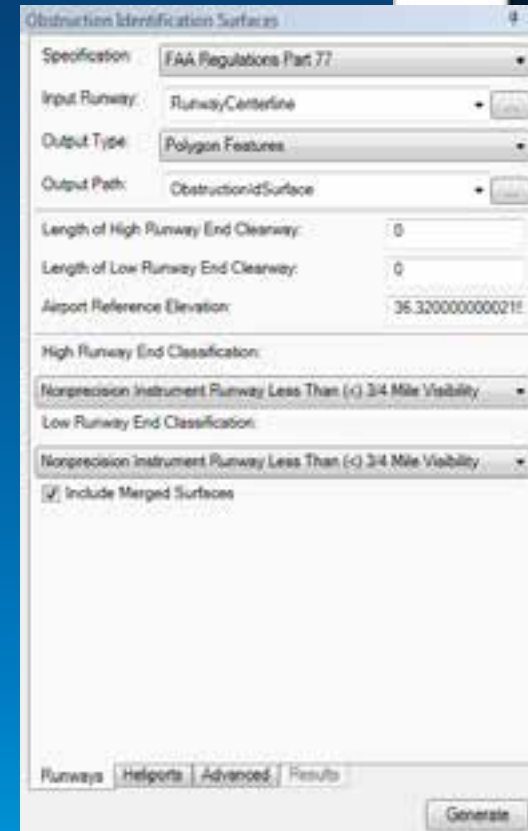 Obstruction Identification Surfaces
Specification: FAA Regulations Part 77
Input Runway: RunwayCenterline ...
Output Type: Polygon Features
Output Path: ObstructionIdSurface ...
Length of High Runway End Clearway: 0
Length of Low Runway End Clearway: 0
Airport Reference Elevation: 36.3200000000215
High Runway End Classification:
Nonprecision Instrument Runway Less Than (<) 3/4 Mile Visibility
Low Runway End Classification:
Nonprecision Instrument Runway Less Than (<) 3/4 Mile Visibility
Include Merged Surfaces
Runways Heliports Advanced Results
Generate